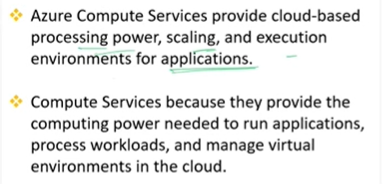 Azure Compute Services provide cloud-based
processing power, scaling, and execution
environments for applications.
Compute Services because they provide the
computing power needed to run applications,
process workloads, and manage virtual
environments in the cloud.